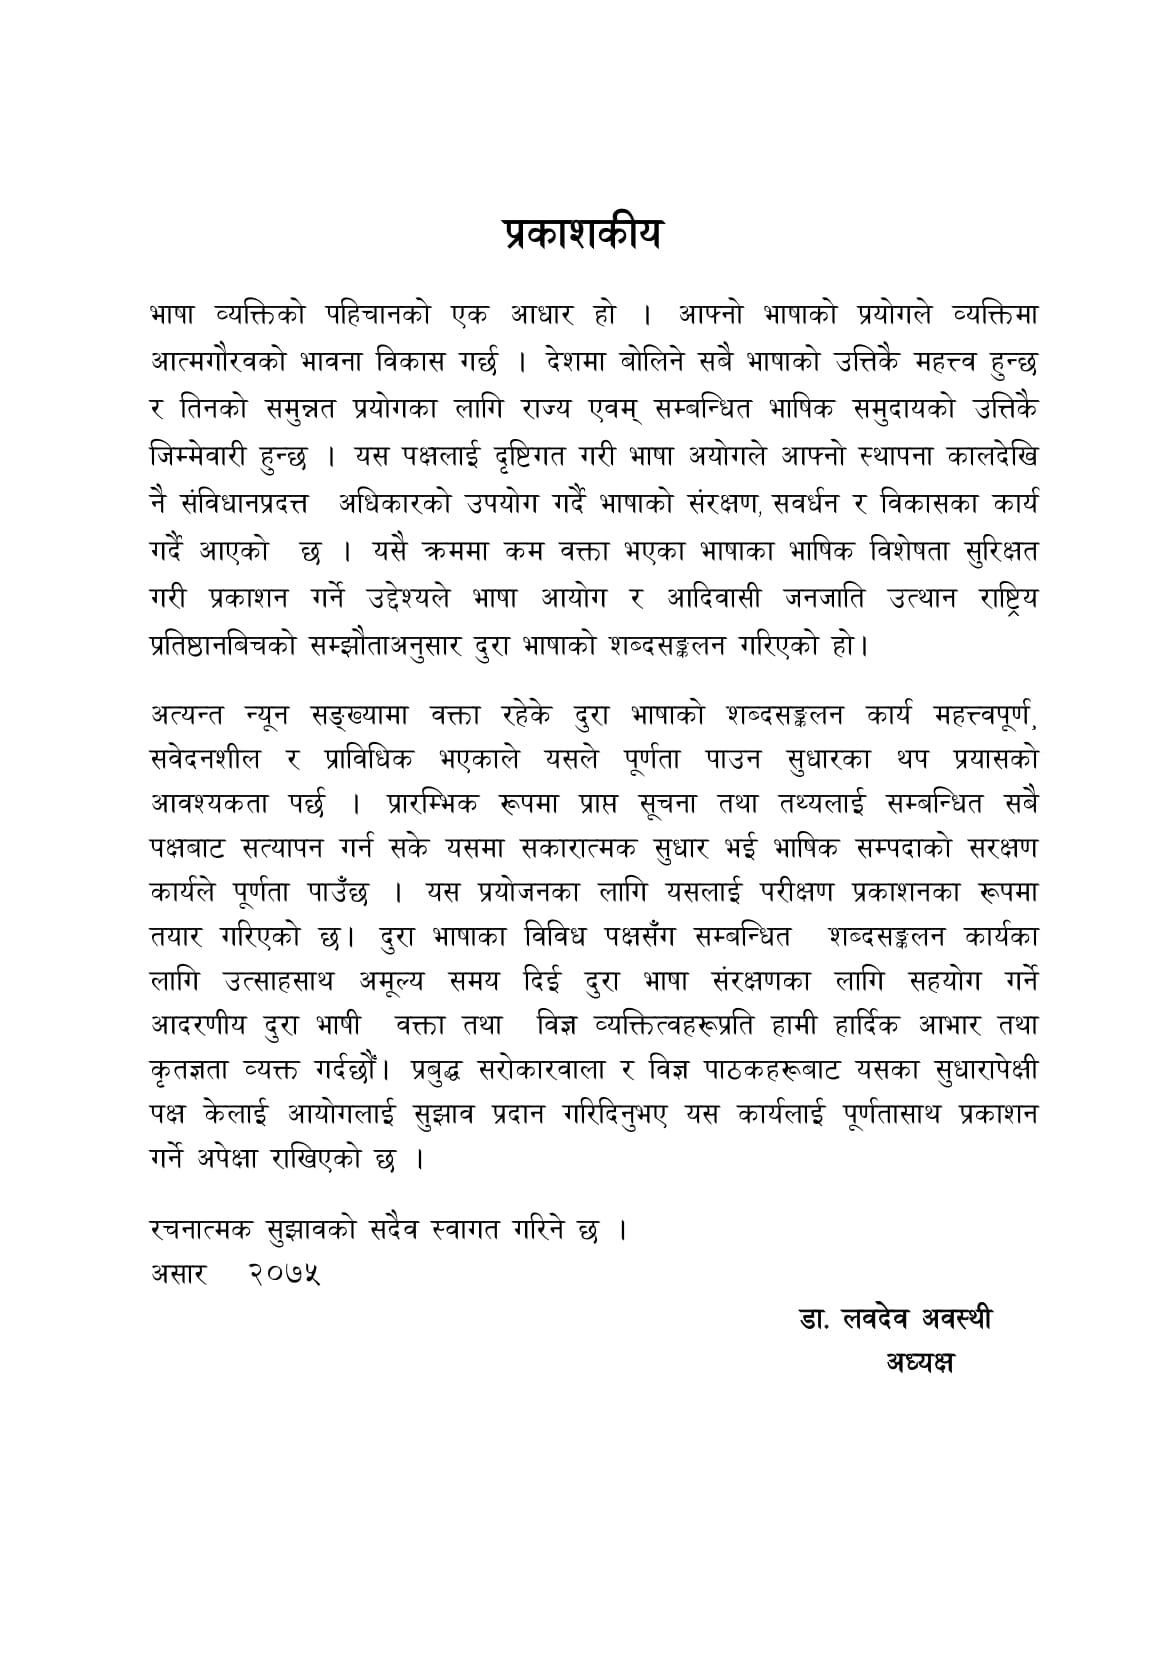 प्रकाशकीय
भाषा व्यक्तिको पहिचानको एक आधार हो । आफ्नो भाषाको प्रयोगले व्यक्तिमा
आत्मगौरवको भावना विकास गर्छ । देशमा बोलिने सबै भाषाको उत्तिकै महत्त्व हुन्छ
र तिनको समुन्नत प्रयोगका लागि राज्य एवम् सम्बन्धित भाषिक समुदायको उत्तिकै
जिम्मेवारी हुन्छ । यस पक्षलाई दृष्टिगत गरी भाषा अयोगले आफ्नो स्थापना कालदेखि
नै संविधानप्रदत्त अधिकारको उपयोग गर्दै भाषाको संरक्षण, सवर्धन र विकासका कार्य
गर्दै आएको छ । यसै क्रममा कम वक्ता भएका भाषाका भाषिक विशेषता सुरिक्षत
गरी प्रकाशन गर्ने उद्देश्यले भाषा आयोग र आदिवासी जनजाति उत्थान राष्ट्रिय
प्रतिष्ठानबिचको सम्झौताअनुसार दुरा भाषाको शब्दसङ्कलन गरिएको हो।
अत्यन्त न्यून सङ्ख्यामा वक्ता रहेके दुरा भाषाको शब्दसङ्कलन कार्य महत्त्वपूर्ण,
सवेदनशील र प्राविधिक भएकाले यसले पूर्णता पाउन सुधारका थप प्रयासको
आवश्यकता पर्छ । प्रारम्भिक रूपमा प्राप्त सूचना तथा तथ्यलाई सम्बन्धित सबै
पक्षबाट सत्यापन गर्न सके यसमा सकारात्मक सुधार भई भाषिक सम्पदाको सरक्षण
कार्यले पूर्णता पाउँछ । यस प्रयोजनका लागि यसलाई परीक्षण प्रकाशनका रूपमा
तयार गरिएको छ। दुरा भाषाका विविध पक्षसँग सम्बन्धित शब्दसङ्कलन कार्यका
लागि उत्साहसाथ अमूल्य समय दिई दुरा भाषा संरक्षणका लागि सहयोग गर्ने
आदरणीय दुरा भाषी वक्ता तथा विज्ञ व्यक्तित्वहरूप्रति हामी हार्दिक आभार तथा
कृतज्ञता व्यक्त गर्दछौं। प्रबुद्ध सरोकारवाला र विज्ञ पाठकहरूबाट यसका सुधारापेक्षी
पक्ष केलाई आयोगलाई सुझाव प्रदान गरिदिनुभए यस कार्यलाई पूर्णतासाथ प्रकाशन
गर्ने अपेक्षा राखिएको छ ।
रचनात्मक सुझावको सदैव स्वागत गरिने छ ।
असार २०७५
डा. लवदेव अवस्थी
अध्यक्ष